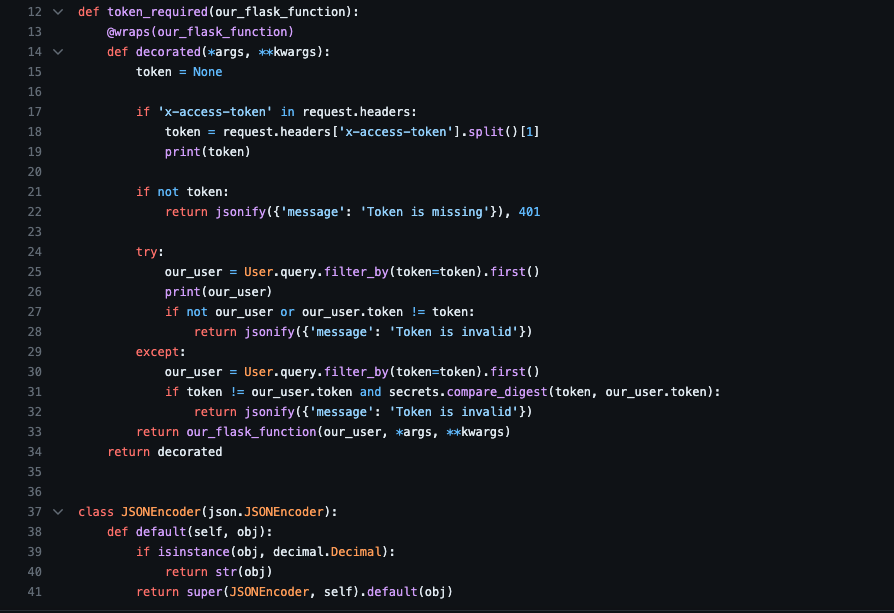 12 def token_required(our_flask_function):
13     @wraps(our_flask_function)
14     def decorated(*args, **kwargs):
15         token = None
16
17         if 'x-access-token' in request.headers:
18             token = request.headers['x-access-token'].split()[1]
19             print(token)
20
21         if not token:
22             return jsonify({'message': 'Token is missing'}), 401
23
24         try:
25             our_user = User.query.filter_by(token=token).first()
26             print(our_user)
27             if not our_user or our_user.token != token:
28                 return jsonify({'message': 'Token is invalid'})
29         except:
30             our_user = User.query.filter_by(token=token).first()
31             if token != our_user.token and secrets.compare_digest(token, our_user.token):
32                 return jsonify({'message': 'Token is invalid'})
33         return our_flask_function(our_user, *args, **kwargs)
34     return decorated
35
36
37 class JSONEncoder(json.JSONEncoder):
38     def default(self, obj):
39         if isinstance(obj, decimal.Decimal):
40             return str(obj)
41         return super(JSONEncoder, self).default(obj)